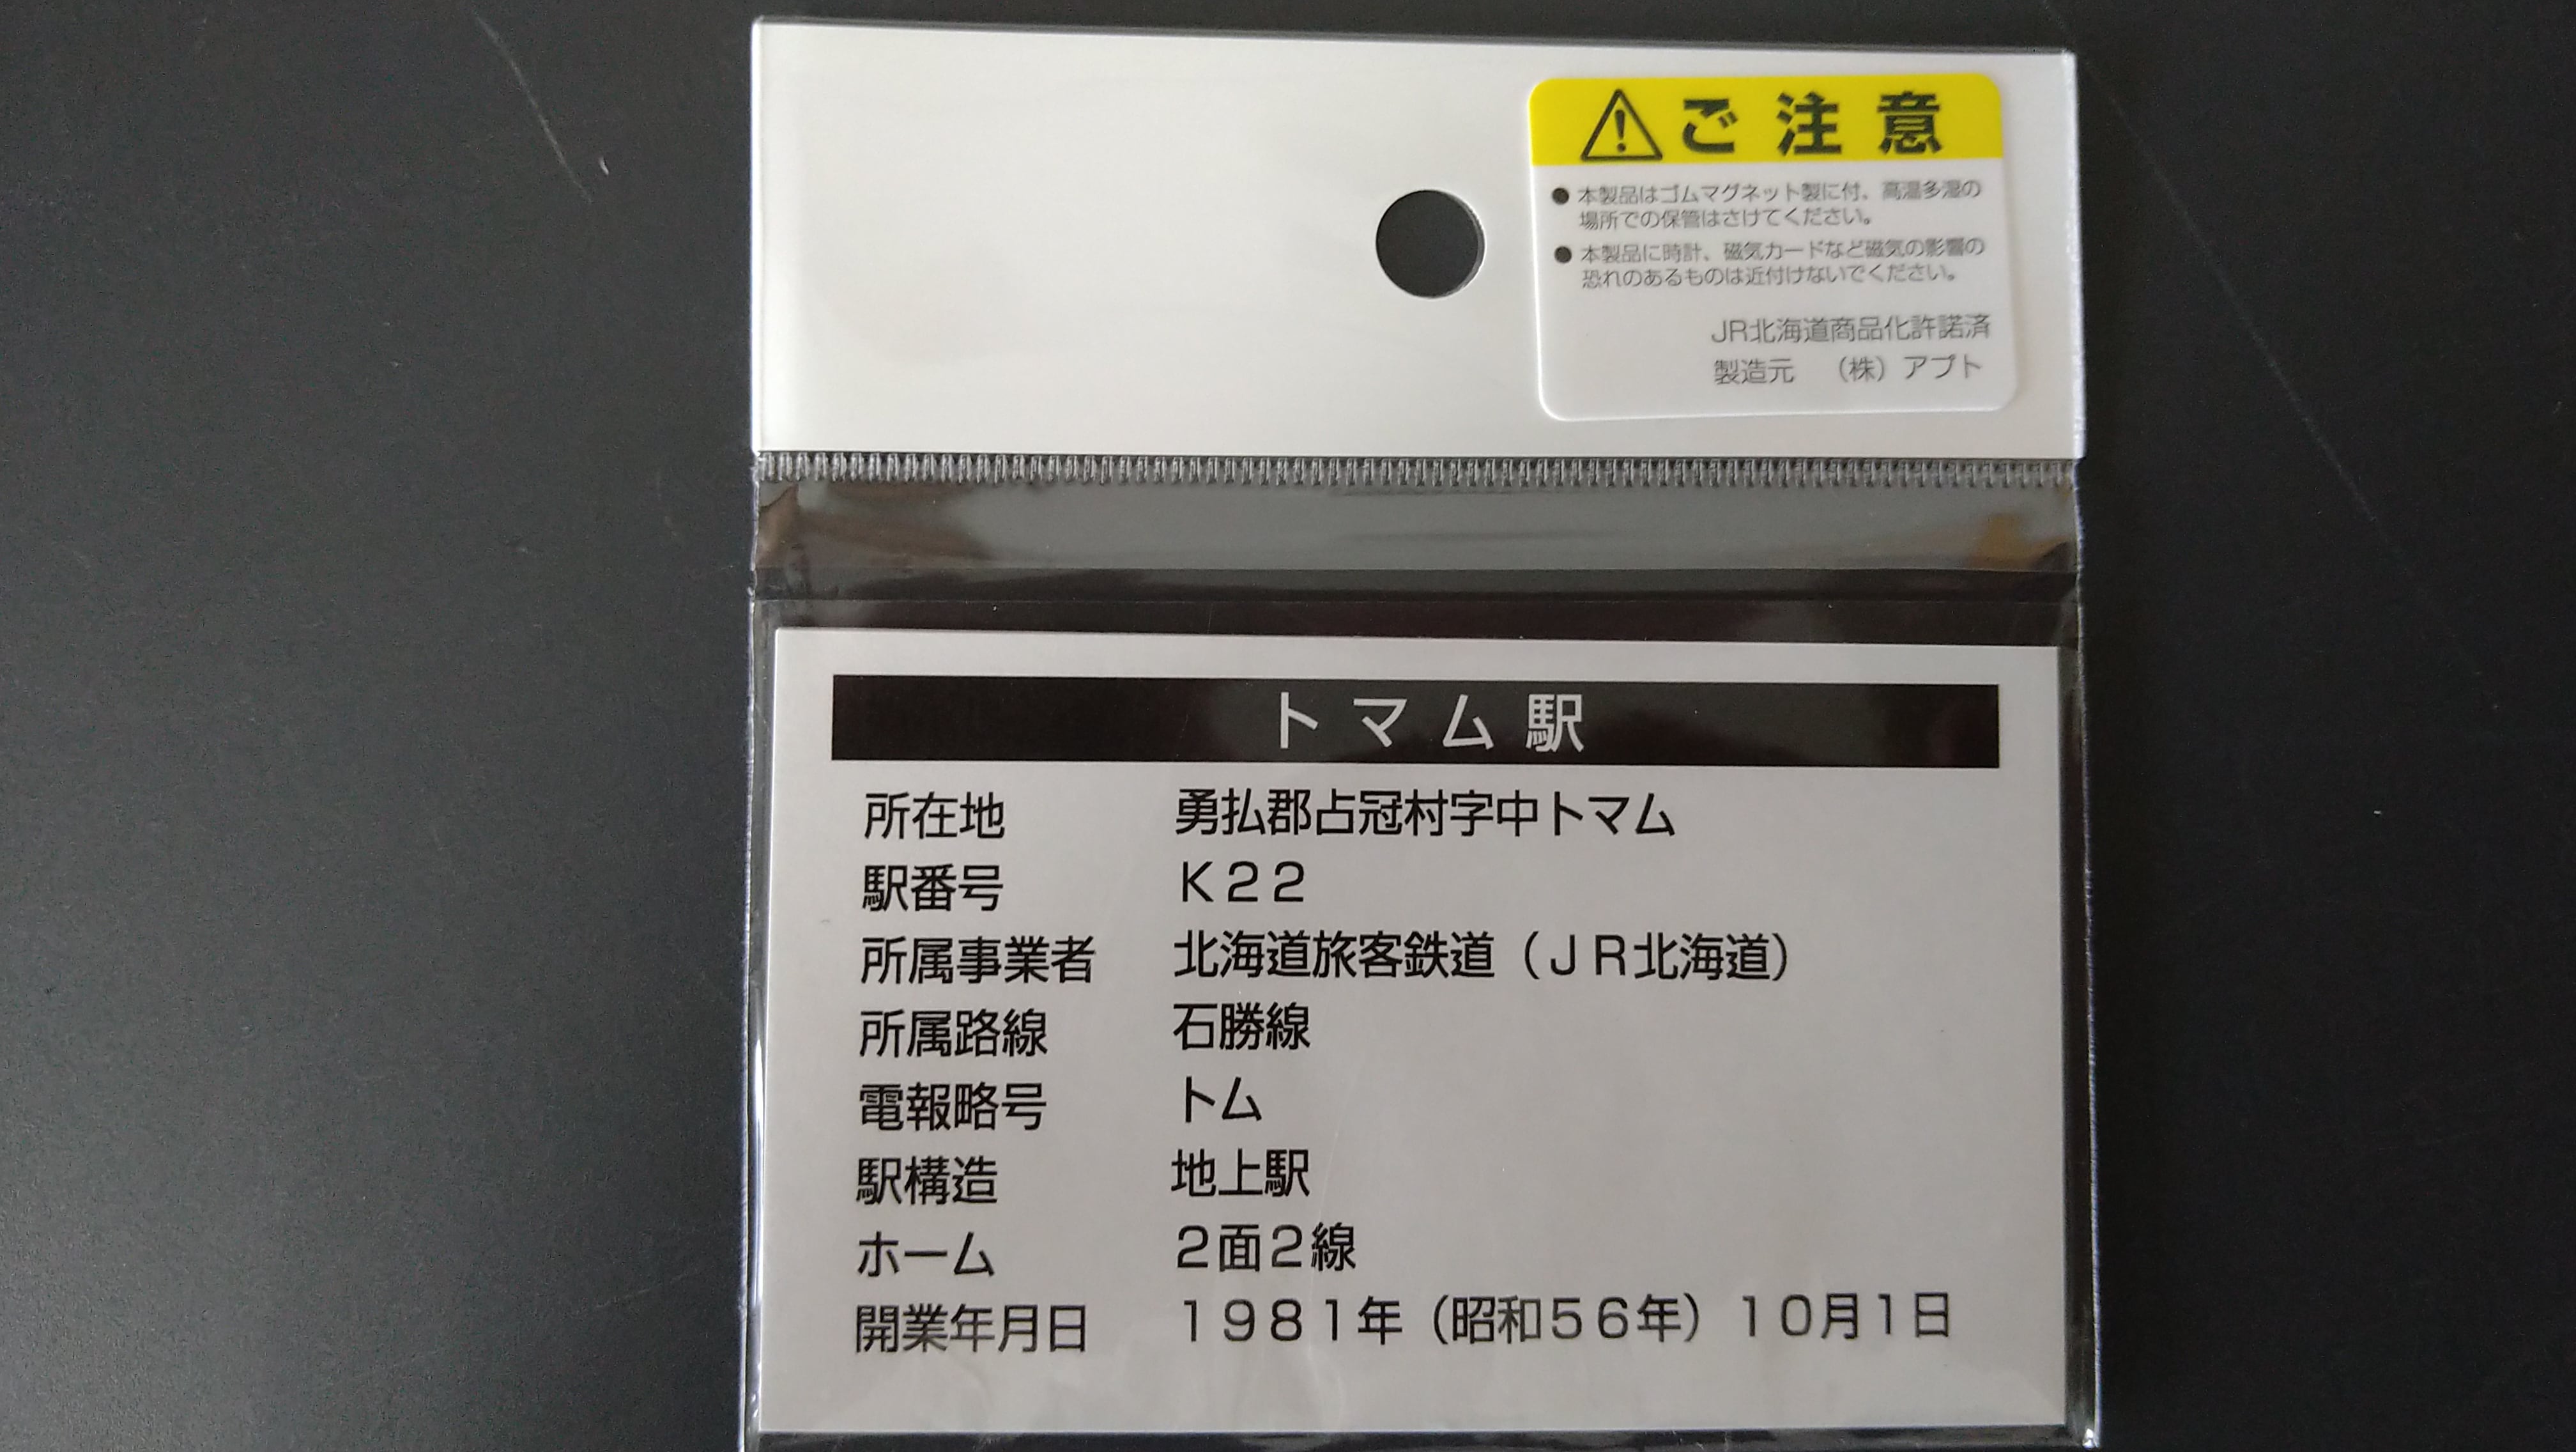 ご注意
●本製品はゴムマグネット製に付、高温多湿の
場所での保管はさけてください。
●本製品に時計、磁気カードなど磁気の影響の
恐れのあるものは近付けないでください。
JR北海道商品化許諾済
製造元 (株)アプト
トマム駅
所在地 勇払郡占冠村字中トマム
駅番号 K22
所属事業者 北海道旅客鉄道(JR北海道)
所属路線 石勝線
電報略号 トム
駅構造 地上駅
ホーム 2面2線
開業年月日 1981年(昭和56年)10月1日